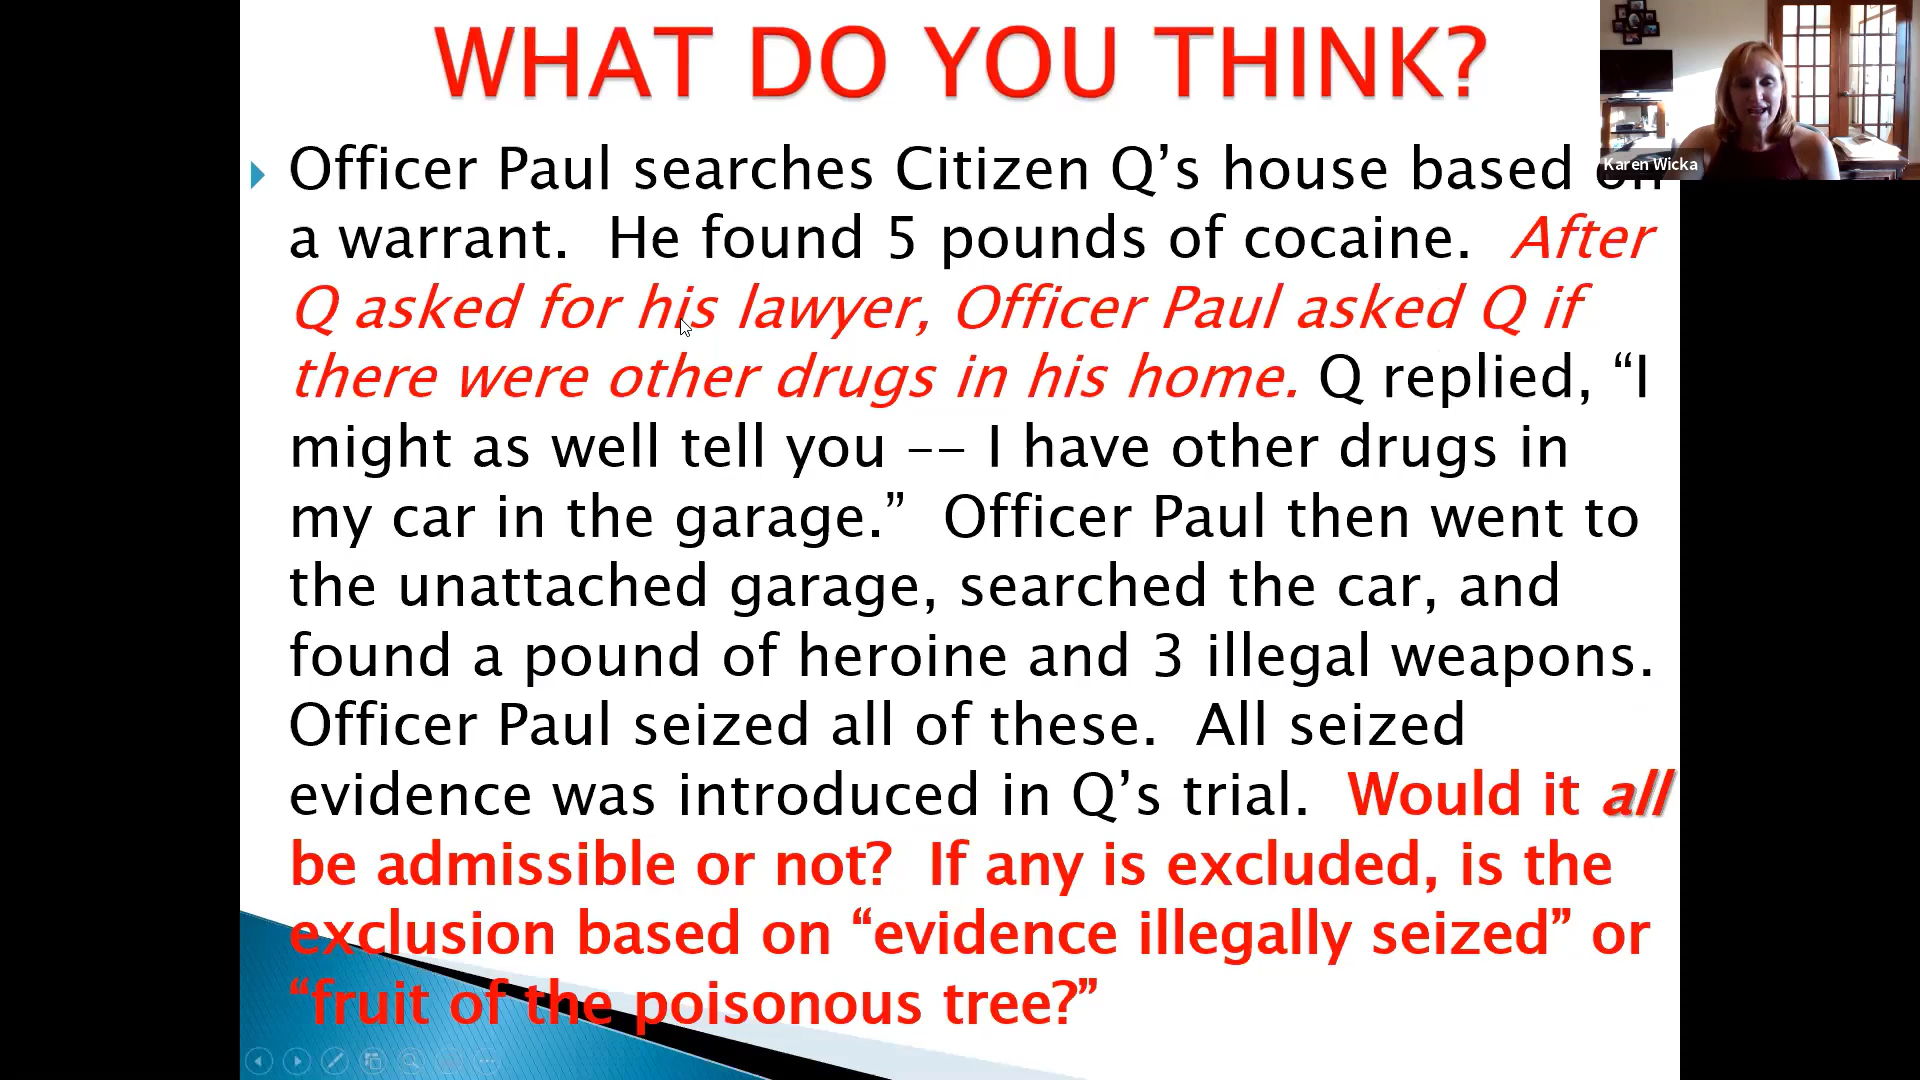 WHAT DO YOU THINK?
Karen Wicka
Officer Paul searches Citizen Q’s house based on
a warrant.  He found 5 pounds of cocaine.  After
Q asked for his lawyer, Officer Paul asked Q if
there were other drugs in his home. Q replied, “I
might as well tell you -- I have other drugs in
my car in the garage.”  Officer Paul then went to
the unattached garage, searched the car, and
found a pound of heroine and 3 illegal weapons.
Officer Paul seized all of these.  All seized
evidence was introduced in Q’s trial.  Would it all
be admissible or not?  If any is excluded, is the
exclusion based on “evidence illegally seized” or
“fruit of the poisonous tree?”